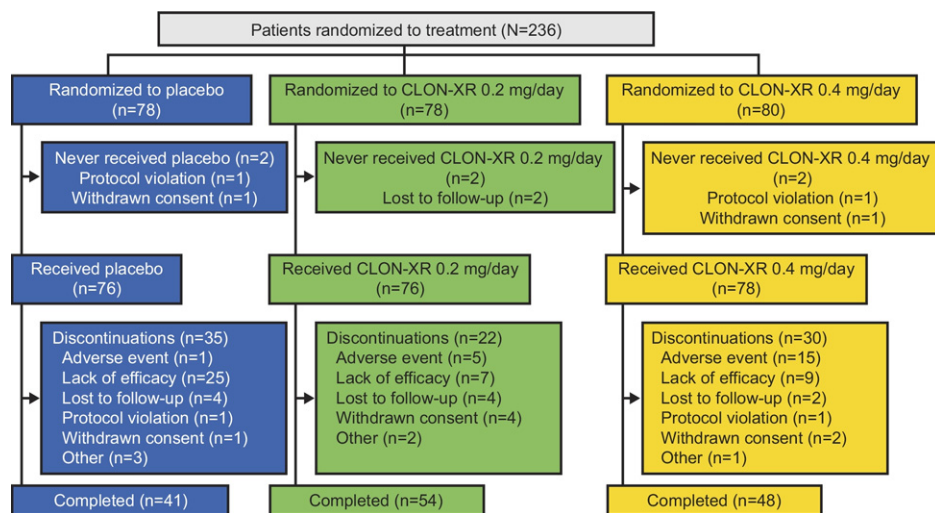 Patients randomized to treatment (N=236)
Randomized to placebo
(n=78)
Randomized to CLON-XR 0.2 mg/day
(n=78)
Randomized to CLON-XR 0.4 mg/day
(n=80)
Never received placebo (n=2)
Protocol violation (n=1)
Withdrawn consent (n=1)
Never received CLON-XR 0.2 mg/day
(n=2)
Lost to follow-up (n=2)
Never received CLON-XR 0.4 mg/day
(n=2)
Protocol violation (n=1)
Withdrawn consent (n=1)
Received placebo
(n=76)
Received CLON-XR 0.2 mg/day
(n=76)
Received CLON-XR 0.4 mg/day
(n=78)
Discontinuations (n=35)
Adverse event (n=1)
Lack of efficacy (n=25)
Lost to follow-up (n=4)
Protocol violation (n=1)
Withdrawn consent (n=1)
Other (n=3)
Discontinuations (n=22)
Adverse event (n=5)
Lack of efficacy (n=7)
Lost to follow-up (n=4)
Withdrawn consent (n=4)
Other (n=2)
Discontinuations (n=30)
Adverse event (n=15)
Lack of efficacy (n=9)
Lost to follow-up (n=2)
Protocol violation (n=1)
Withdrawn consent (n=2)
Other (n=1)
Completed (n=41)
Completed (n=54)
Completed (n=48)